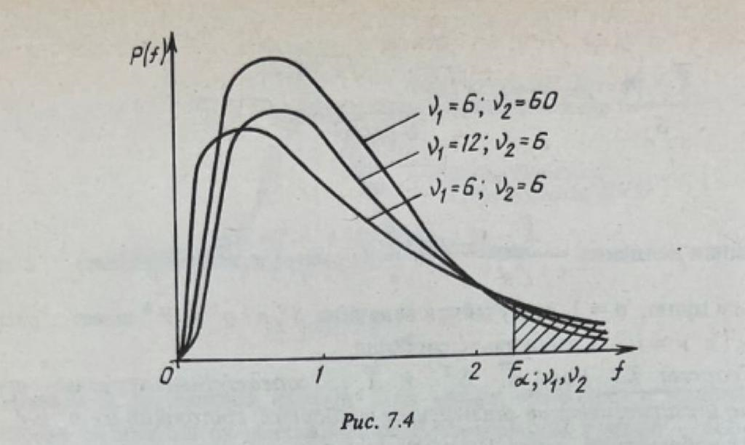 P(f)
ν₁=6; ν₂=60
ν₁=12; ν₂=6
ν₁=6; ν₂=6
0 1 2 F α; ν₁, ν₂ f
Рис. 7.4